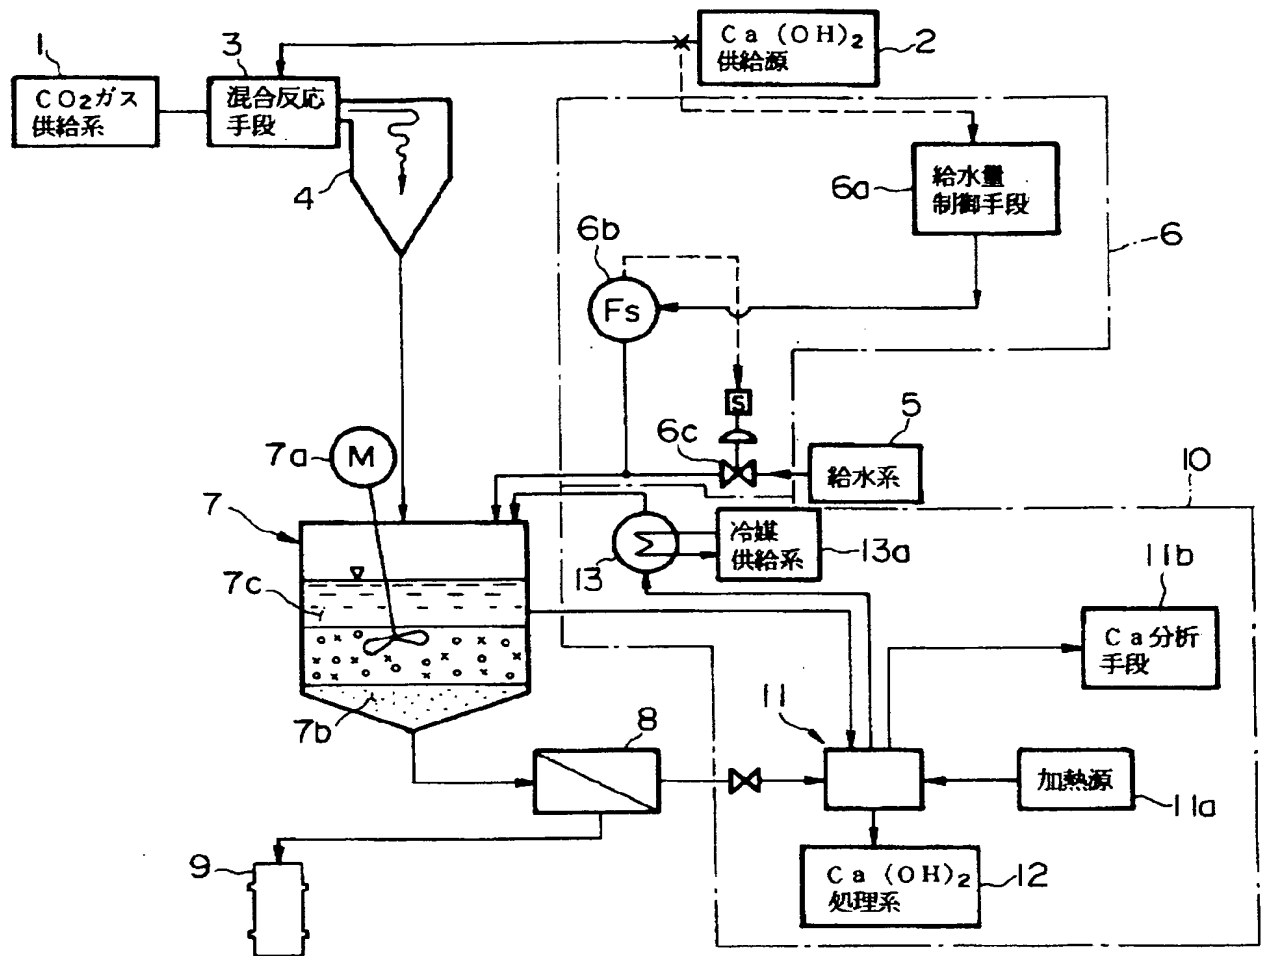 1
CO₂ガス
供給系
3
混合反応
手段
Ca (OH)₂
供給源
2
4
6a
給水量
制御手段
6
6b
Fs
S
6c
5
給水系
7a
M
10
7
冷媒
供給系
13
13a
7c
11b
Ca分析
手段
7b
11
8
加熱源
11a
9
Ca (OH)₂
処理系
12